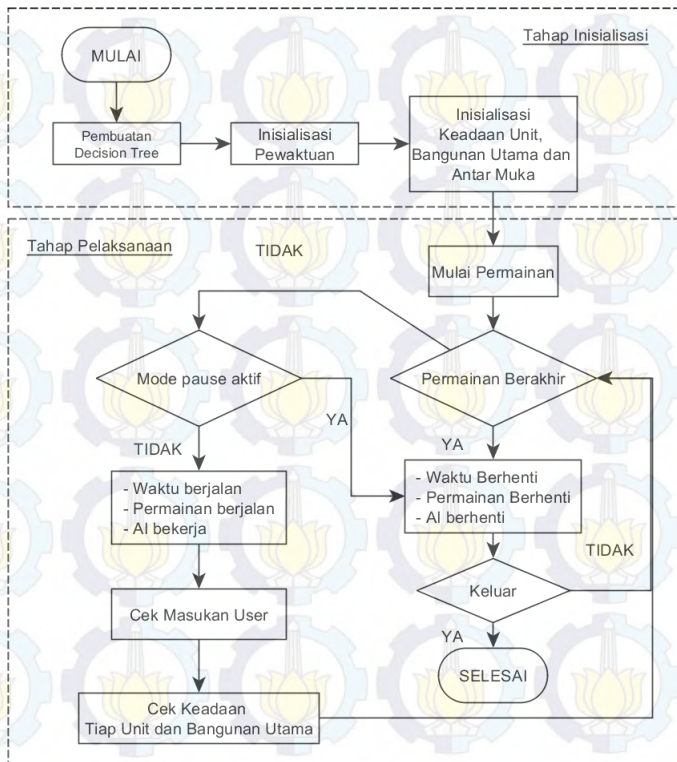 Tahap Inisialisasi
MULAI
Pembuatan
Decision Tree
Inisialisasi
Pewaktuan
Inisialisasi
Keadaan Unit,
Bangunan Utama dan
Antar Muka
Tahap Pelaksanaan
TIDAK
Mulai Permainan
Mode pause aktif
Permainan Berakhir
YA
TIDAK
YA
- Waktu berjalan
- Permainan berjalan
- AI bekerja
- Waktu Berhenti
- Permainan Berhenti
- AI berhenti
TIDAK
Keluar
Cek Masukan User
YA
SELESAI
Cek Keadaan
Tiap Unit dan Bangunan Utama